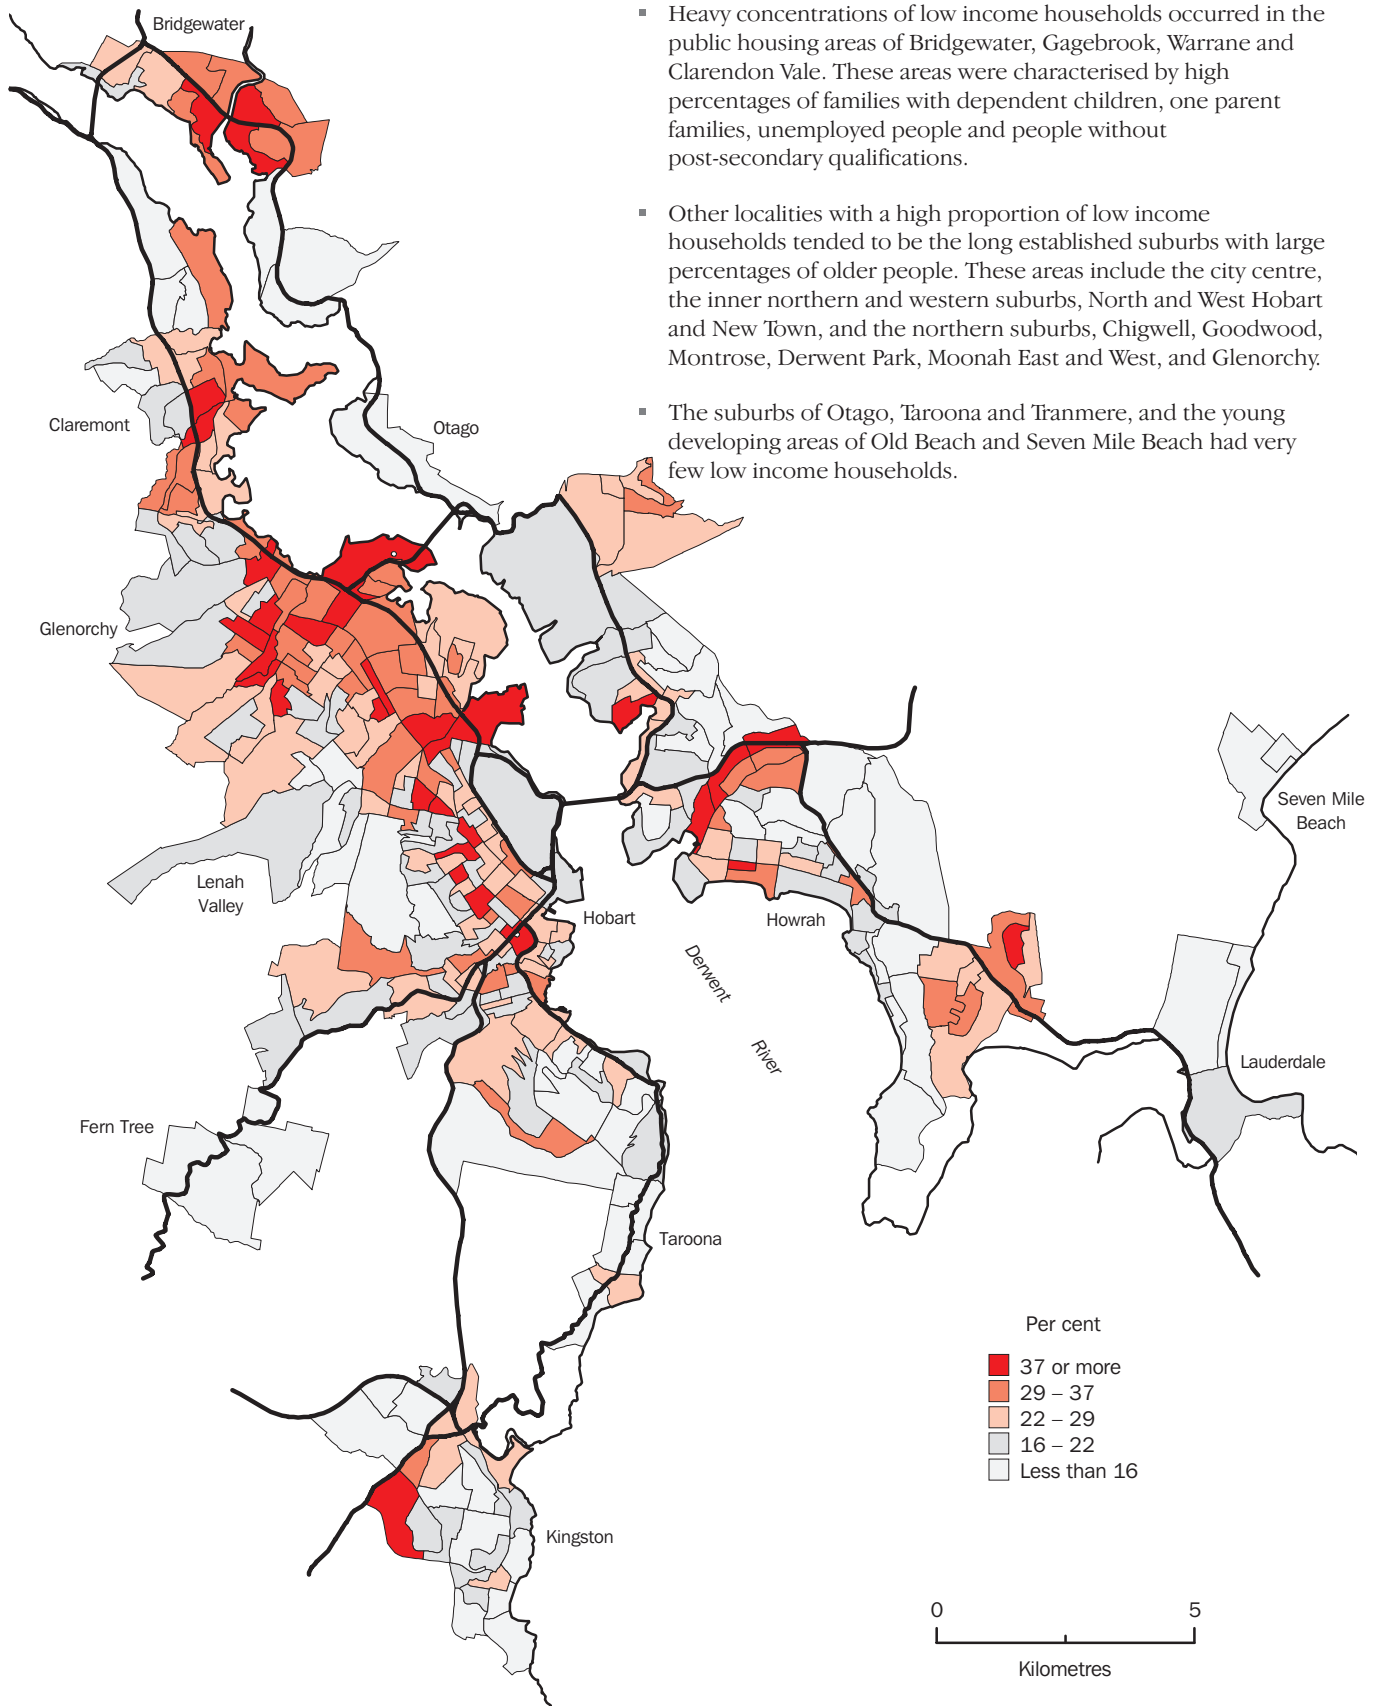 ▪ Heavy concentrations of low income households occurred in the
public housing areas of Bridgewater, Gagebrook, Warrane and
Clarendon Vale. These areas were characterised by high
percentages of families with dependent children, one parent
families, unemployed people and people without
post-secondary qualifications.
▪ Other localities with a high proportion of low income
households tended to be the long established suburbs with large
percentages of older people. These areas include the city centre,
the inner northern and western suburbs, North and West Hobart
and New Town, and the northern suburbs, Chigwell, Goodwood,
Montrose, Derwent Park, Moonah East and West, and Glenorchy.
▪ The suburbs of Otago, Taroona and Tranmere, and the young
developing areas of Old Beach and Seven Mile Beach had very
few low income households.
Bridgewater
Claremont
Otago
Glenorchy
Seven Mile
Beach
Lenah
Valley
Hobart
Howrah
Derwent
River
Lauderdale
Fern Tree
Taroona
Kingston
Per cent
37 or more
29 – 37
22 – 29
16 – 22
Less than 16
0 5
Kilometres